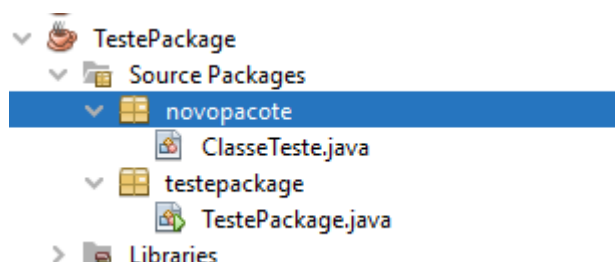 TestePackage
Source Packages
novopacote
ClasseTeste.java
testepackage
TestePackage.java
Libraries